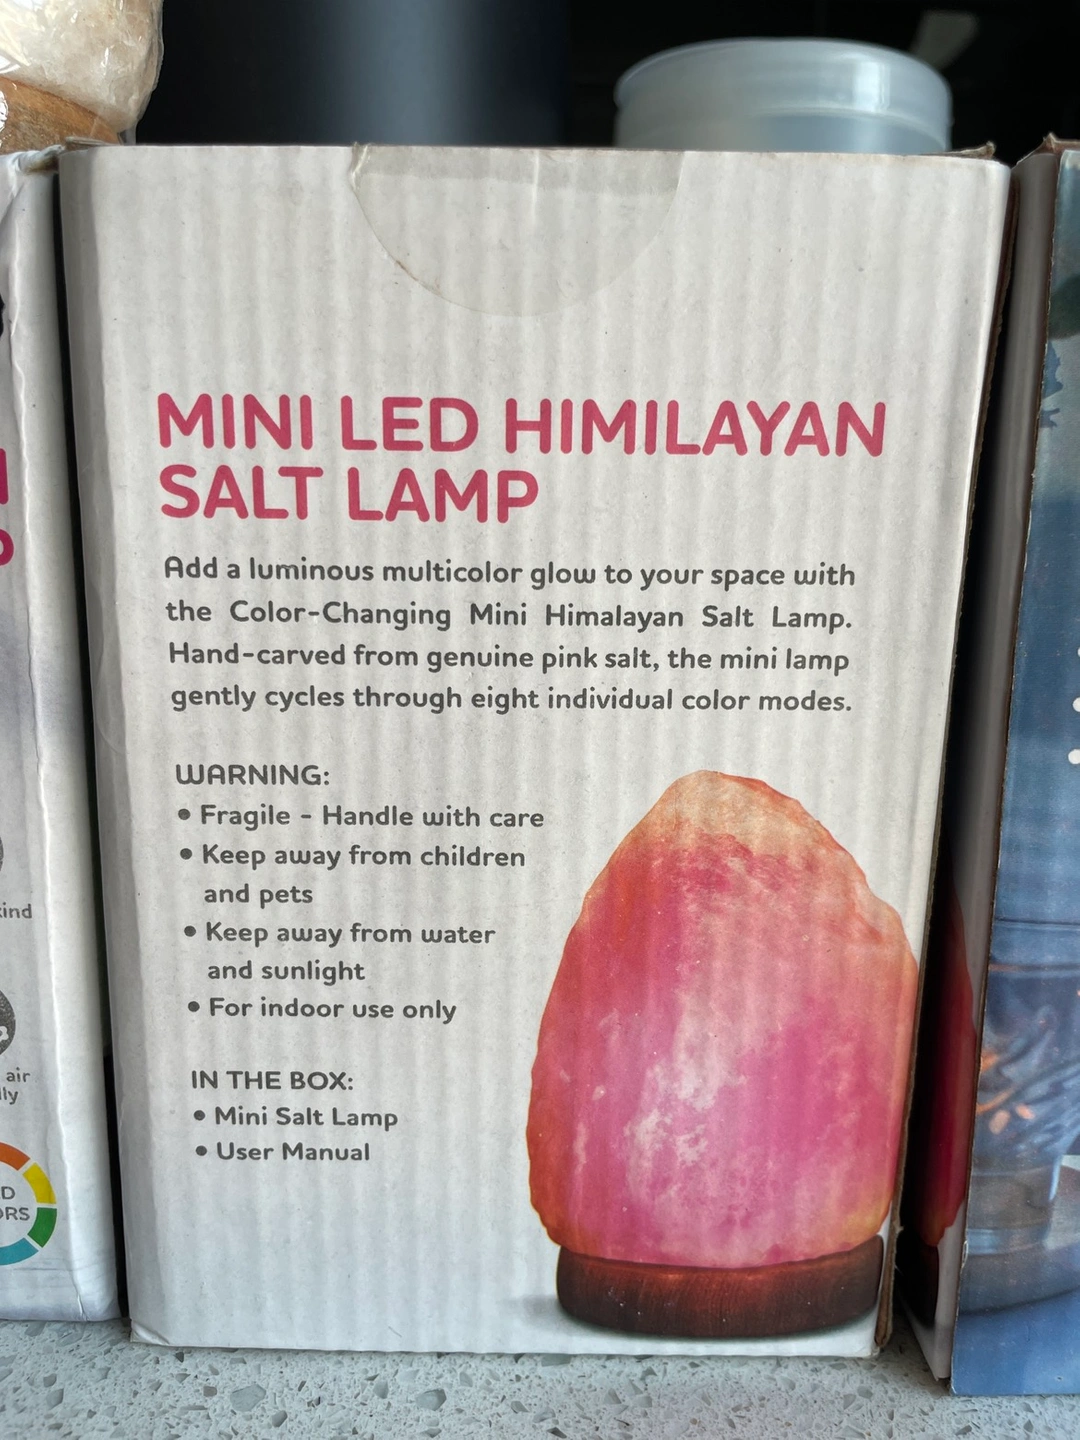 MINI LED HIMILAYAN
SALT LAMP
Add a luminous multicolor glow to your space with
the Color-Changing Mini Himalayan Salt Lamp.
Hand-carved from genuine pink salt, the mini lamp
gently cycles through eight individual color modes.
WARNING:
• Fragile - Handle with care
• Keep away from children
and pets
• Keep away from water
and sunlight
• For indoor use only
IN THE BOX:
• Mini Salt Lamp
• User Manual
air